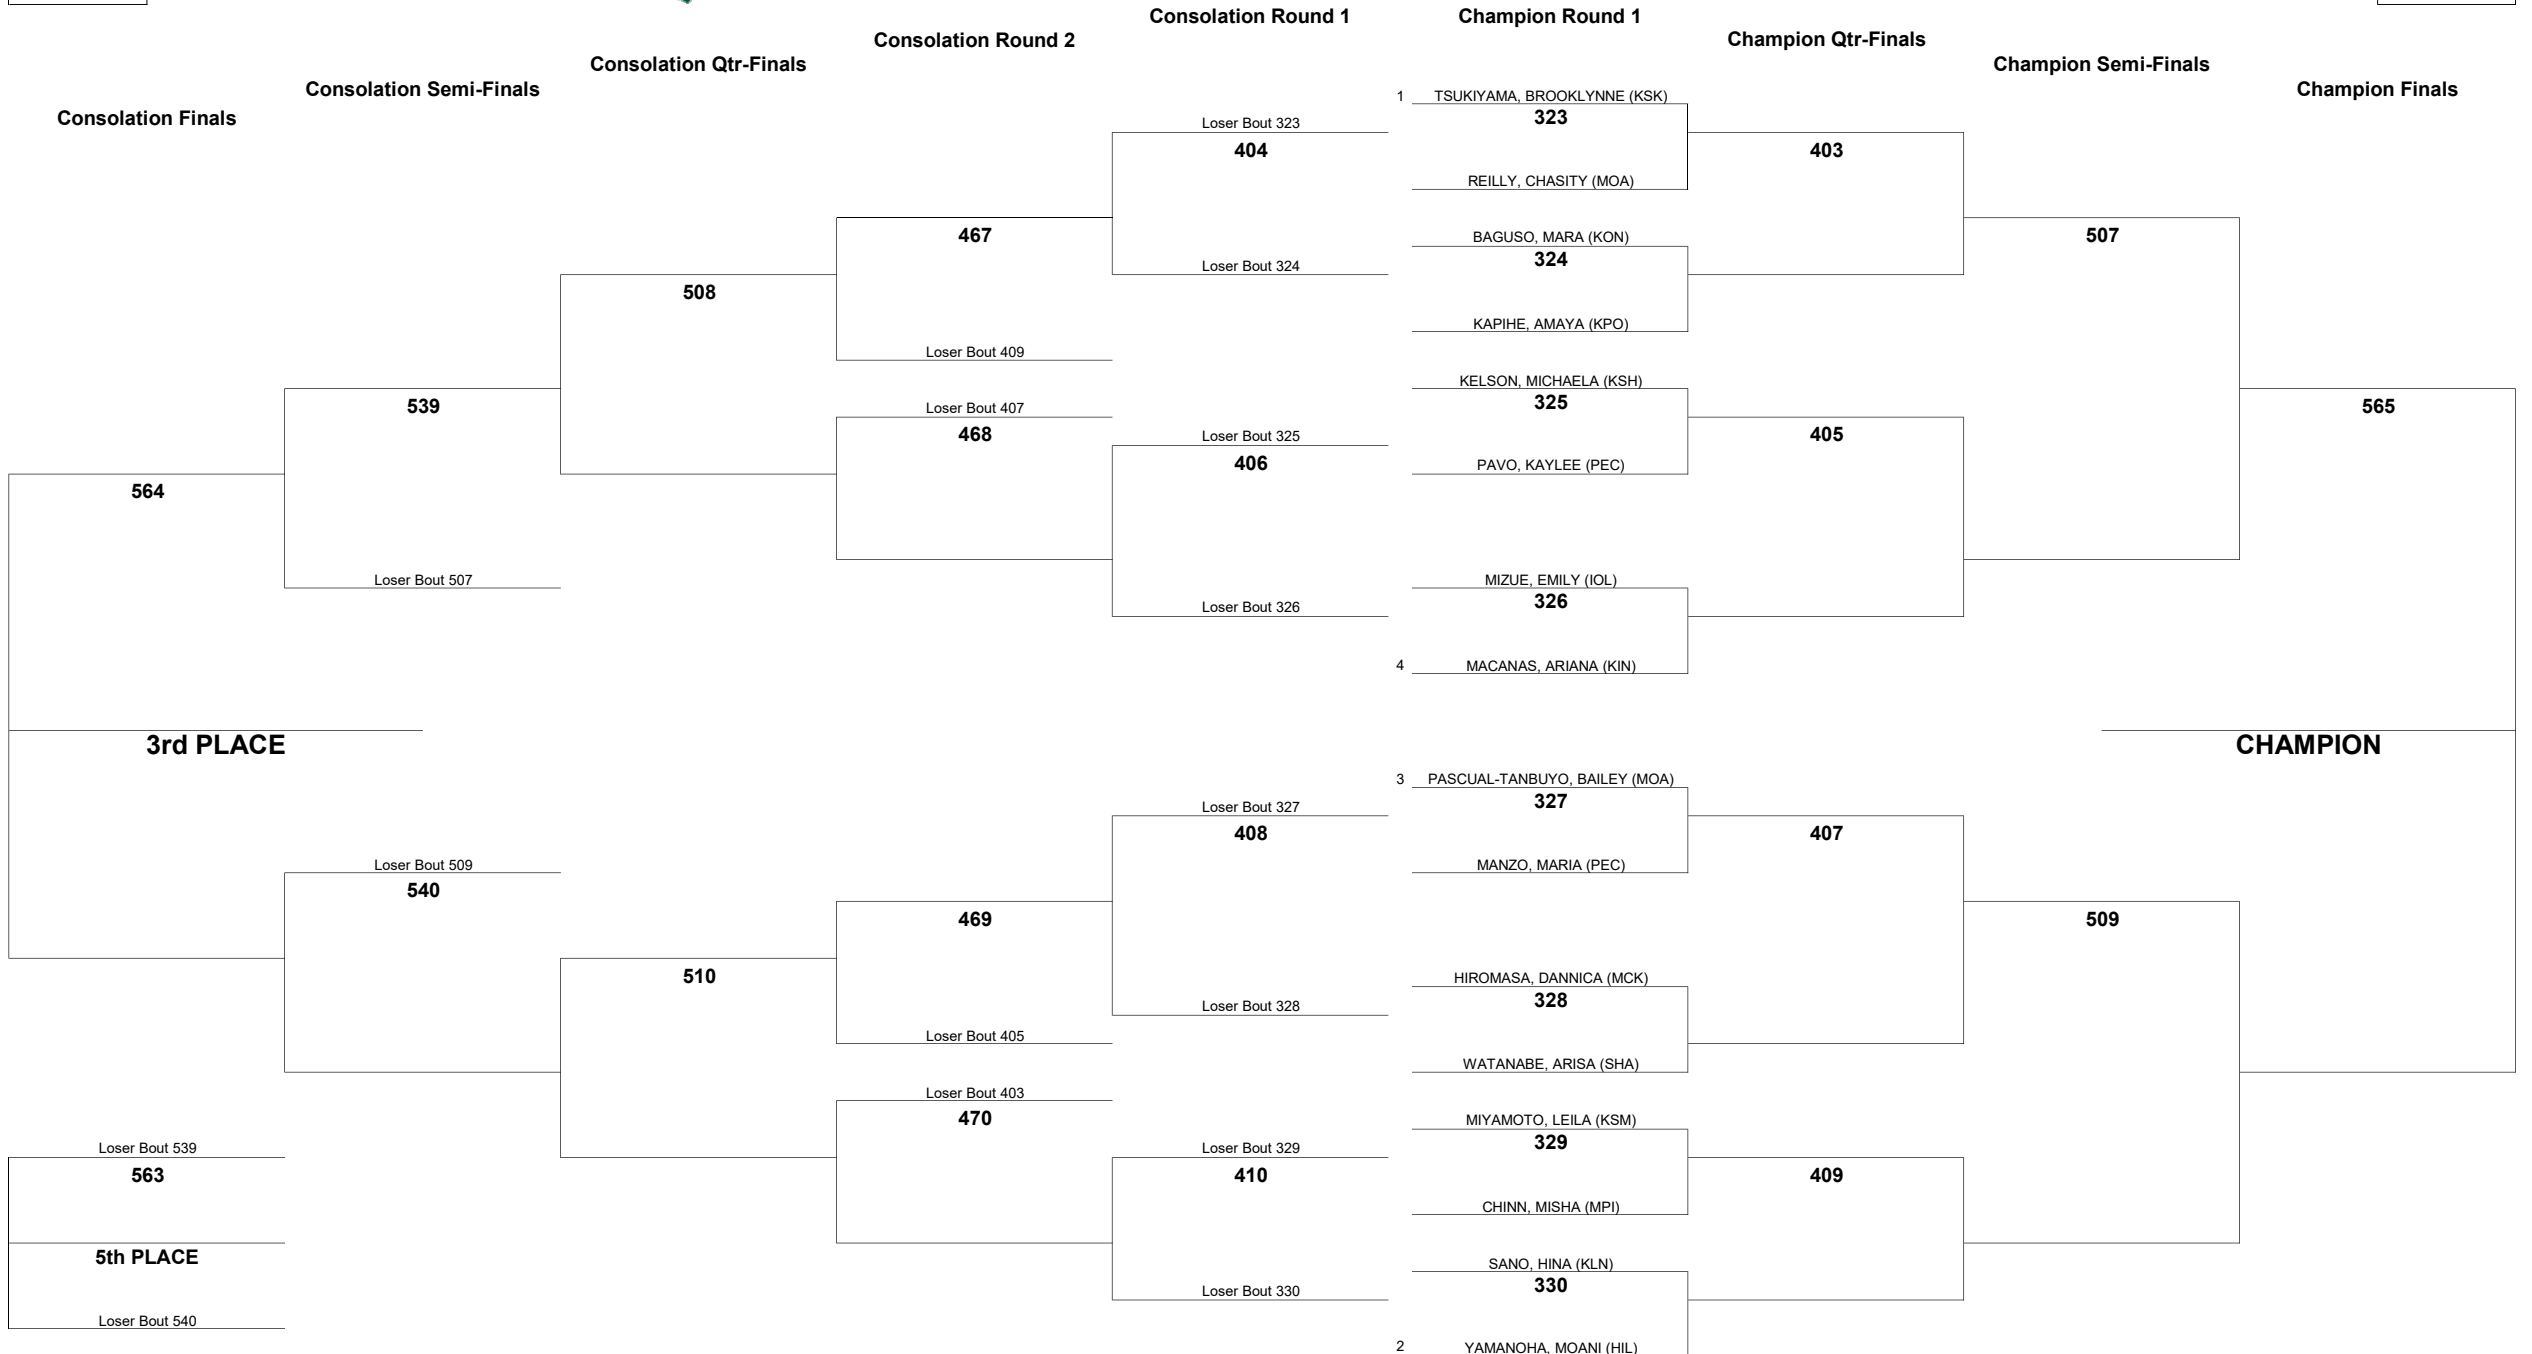 Consolation Round 1
Champion Round 1
Consolation Round 2
Champion Qtr-Finals
Consolation Qtr-Finals
Champion Semi-Finals
Consolation Semi-Finals
Champion Finals
Consolation Finals
1 TSUKIYAMA, BROOKLYNNE (KSK)
Loser Bout 323
323
404
403
REILLY, CHASITY (MOA)
467
BAGUSO, MARA (KON)
507
Loser Bout 324
324
508
KAPIHE, AMAYA (KPO)
Loser Bout 409
KELSON, MICHAELA (KSH)
539
Loser Bout 407
325
565
468
Loser Bout 325
405
406
PAVO, KAYLEE (PEC)
564
Loser Bout 507
MIZUE, EMILY (IOL)
Loser Bout 326
326
4 MACANAS, ARIANA (KIN)
3rd PLACE
CHAMPION
3 PASCUAL-TANBUYO, BAILEY (MOA)
Loser Bout 327
327
408
407
Loser Bout 509
MANZO, MARIA (PEC)
540
469
509
510
HIROMASA, DANNICA (MCK)
Loser Bout 328
328
Loser Bout 405
WATANABE, ARISA (SHA)
Loser Bout 403
470
MIYAMOTO, LEILA (KSM)
Loser Bout 539
Loser Bout 329
329
563
410
409
CHINN, MISHA (MPI)
5th PLACE
SANO, HINA (KLN)
Loser Bout 330
330
Loser Bout 540
2 YAMANOHA, MOANI (HIL)